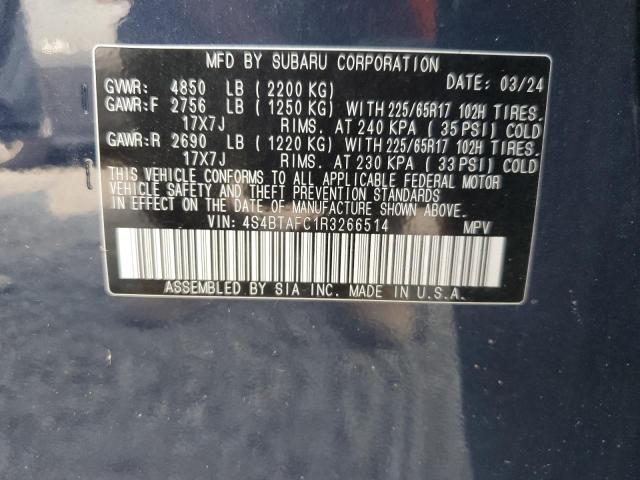 MFD BY SUBARU CORPORATION
GVWR: 4850 LB (2200 KG) DATE: 03/24
GAWR:F 2756 LB (1250 KG) WITH 225/65R17 102H TIRES.
17X7J RIMS. AT 240 KPA (35 PSI) COLD
GAWR:R 2690 LB (1220 KG) WITH 225/65R17 102H TIRES.
17X7J RIMS. AT 230 KPA (33 PSI) COLD
THIS VEHICLE CONFORMS TO ALL APPLICABLE FEDERAL MOTOR
VEHICLE SAFETY AND THEFT PREVENTION STANDARDS
IN EFFECT ON THE DATE OF MANUFACTURE SHOWN ABOVE.
VIN: 4S4BTAFC1R3266514 MPV
ASSEMBLED BY SIA INC. MADE IN U.S.A.